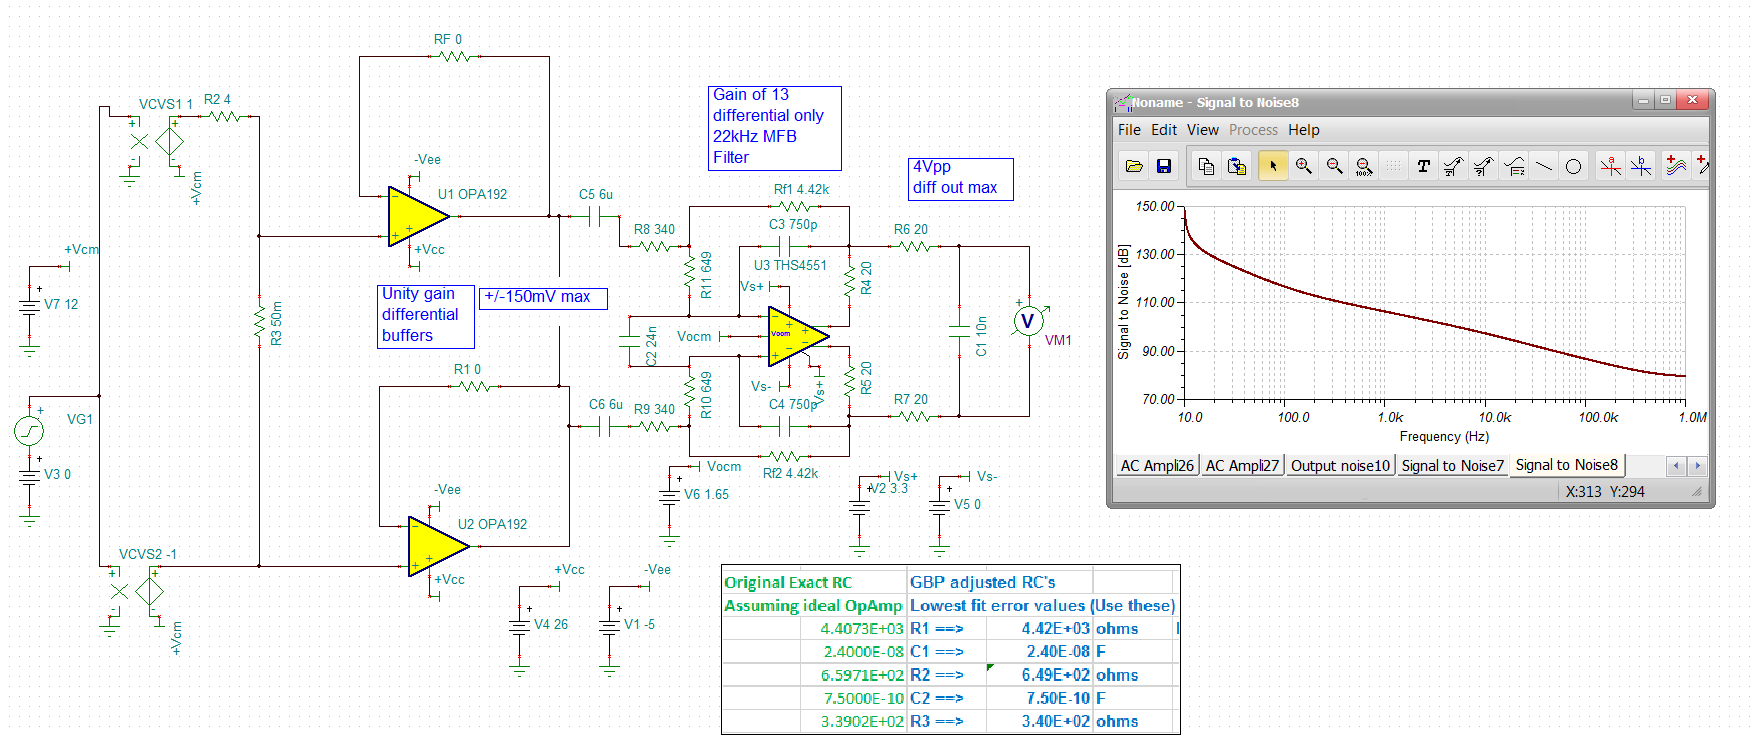 RF 0
VCVS1 1
R2 4
+
+
-
-
+Vcm
-Vee
U1 OPA192
-
+
+
+Vcc
C5 6u
Gain of 13
differential only
22kHz MFB
Filter
4Vpp
diff out max
Rf1 4.42k
C3 750p
R8 340
R11 649
U3 THS4551
Vs+
R4 20
R6 20
+Vcm
+
V7 12
R3 50m
Unity gain
differential
buffers
+/-150mV max
C2 24n
Vocm
Vocm
-
+
+
-
-
+
C1 10n
+
V
VM1
R10 649
Vs-
Vs+
R5 20
R1 0
C6 6u
R9 340
C4 750p
R7 20
Rf2 4.42k
+
VG1
+
V3 0
Vocm
+
V6 1.65
Vs+
+
V2 3.3
Vs-
+
V5 0
-Vee
U2 OPA192
-
+
+
+Vcc
VCVS2 -1
+
+
-
-
+Vcm
+Vcc
+
V4 26
-Vee
+
V1 -5
Original Exact RC GBP adjusted RC's
Assuming ideal OpAmp Lowest fit error values (Use these)
4.4073E+03 R1 ==> 4.42E+03 ohms
2.4000E-08 C1 ==> 2.40E-08 F
6.5971E+02 R2 ==> 6.49E+02 ohms
7.5000E-10 C2 ==> 7.50E-10 F
3.3902E+02 R3 ==> 3.40E+02 ohms
Noname - Signal to Noise8
File Edit View Process Help
100%
T
a
b
150.00
130.00
110.00
90.00
70.00
Signal to Noise [dB]
10.0 100.0 1.0k 10.0k 100.0k 1.0M
Frequency (Hz)
AC Ampli26 AC Ampli27 Output noise10 Signal to Noise7 Signal to Noise8
X:313 Y:294